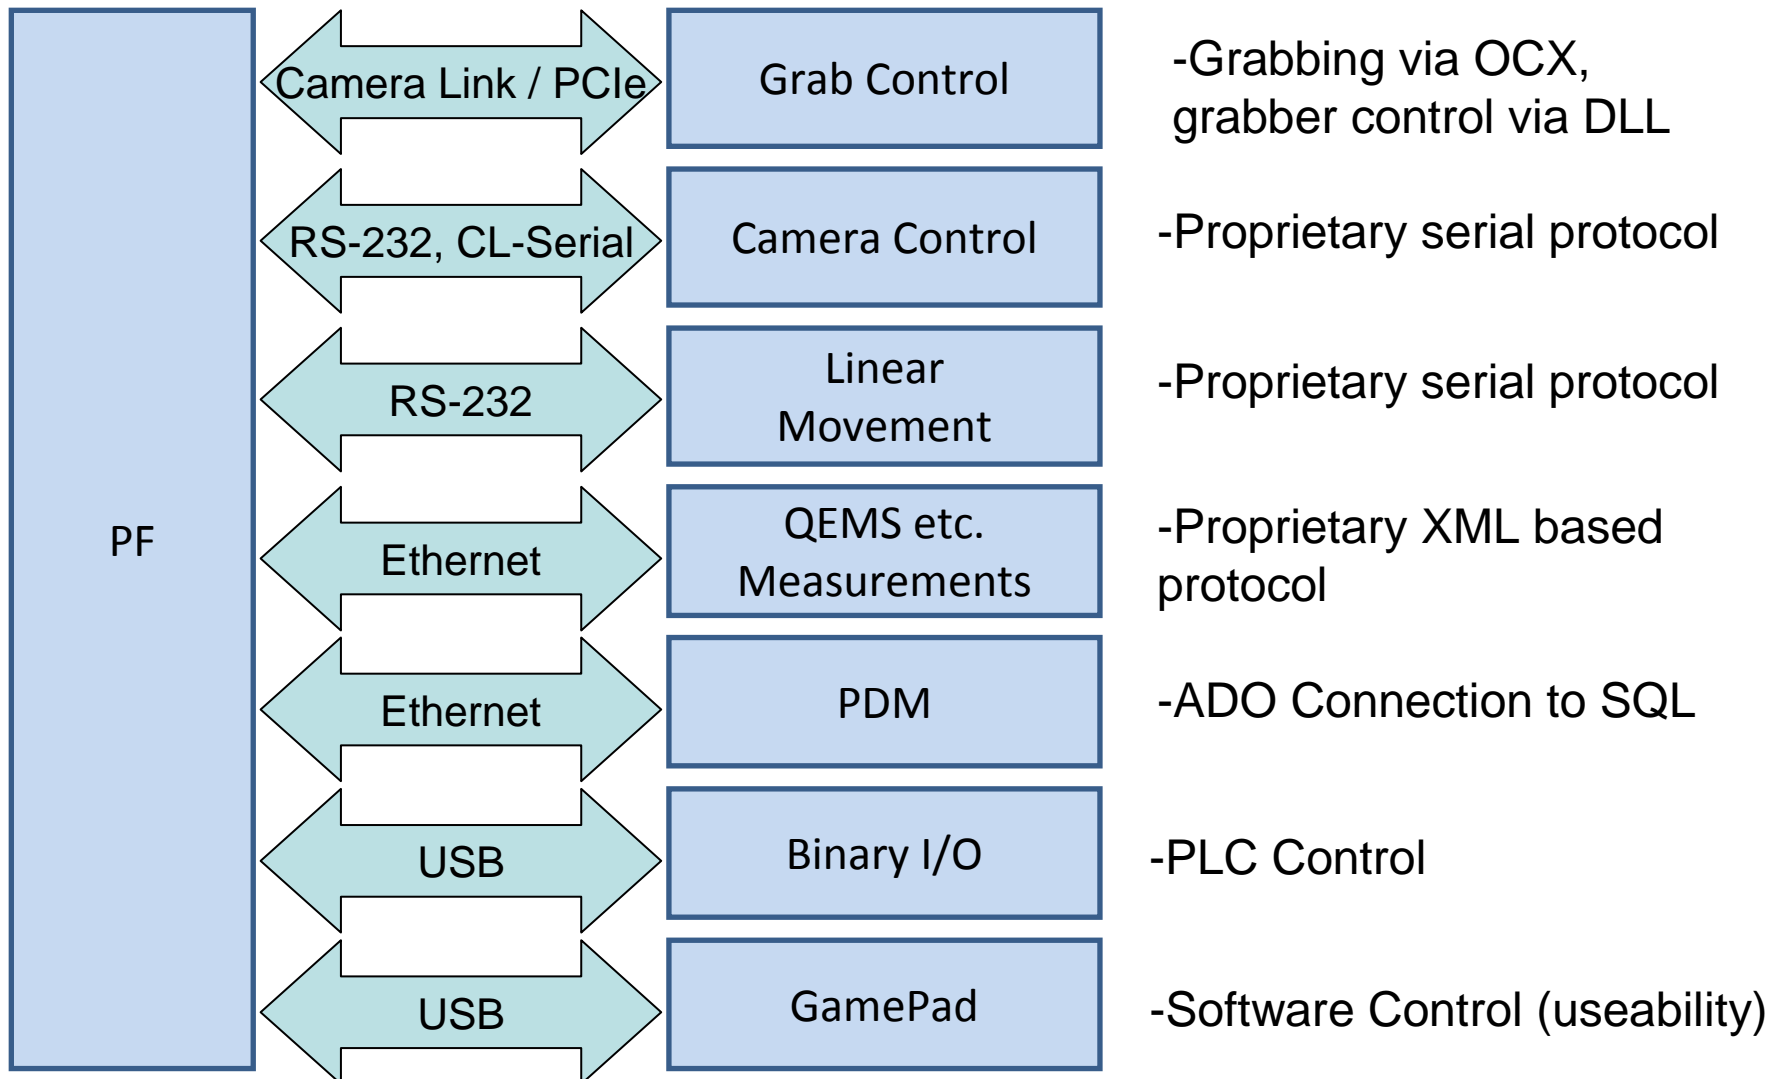 PF
Camera Link / PCIe
Grab Control
-Grabbing via OCX,
grabber control via DLL
RS-232, CL-Serial
Camera Control
-Proprietary serial protocol
RS-232
Linear
Movement
-Proprietary serial protocol
Ethernet
QEMS etc.
Measurements
-Proprietary XML based
protocol
Ethernet
PDM
-ADO Connection to SQL
USB
Binary I/O
-PLC Control
USB
GamePad
-Software Control (useability)